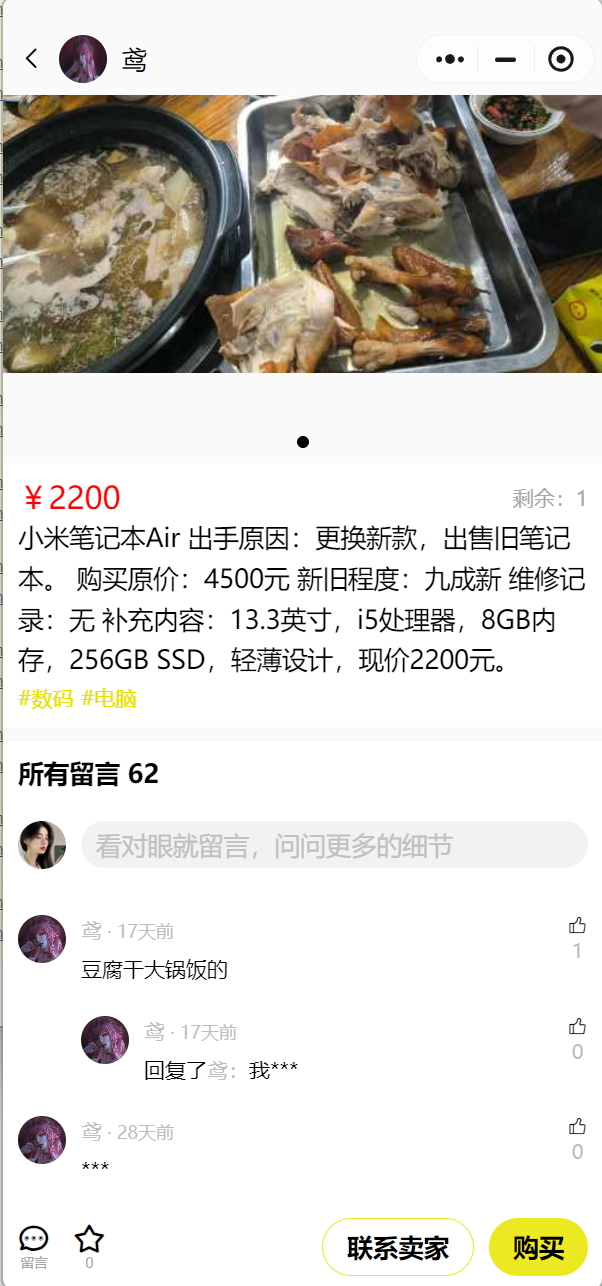 鸢
￥2200
剩余：1
小米笔记本Air 出手原因：更换新款，出售旧笔记
本。 购买原价：4500元 新旧程度：九成新 维修记
录：无 补充内容：13.3英寸，i5处理器，8GB内
存，256GB SSD，轻薄设计，现价2200元。
#数码 #电脑
所有留言 62
看对眼就留言，问问更多的细节
鸢 · 17天前
1
豆腐干大锅饭的
鸢 · 17天前
0
回复了鸢：我***
鸢 · 28天前
0
***
留言
0
联系卖家
购买